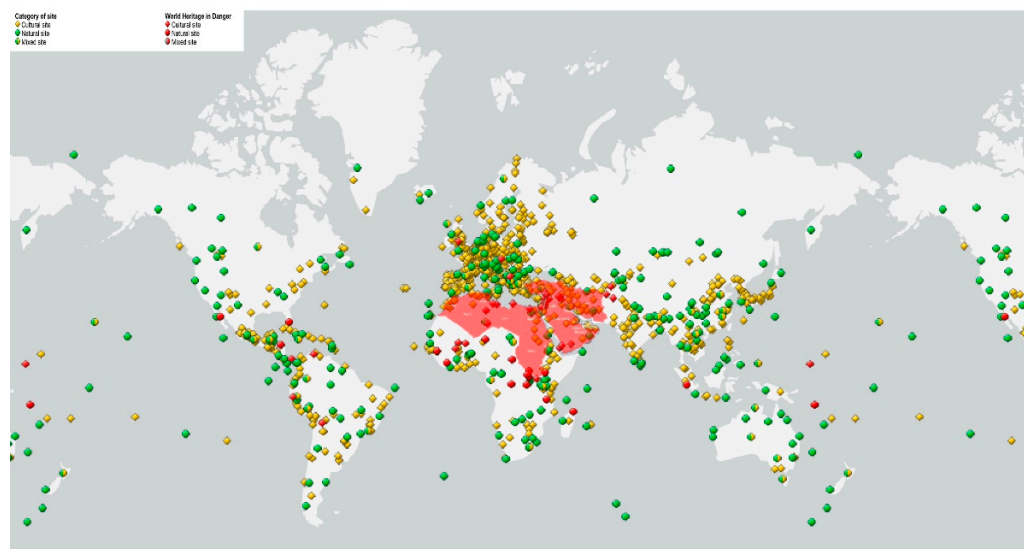 Category of site
Cultural site
Natural site
Mixed site
World Heritage in Danger
Cultural site
Natural site
Mixed site